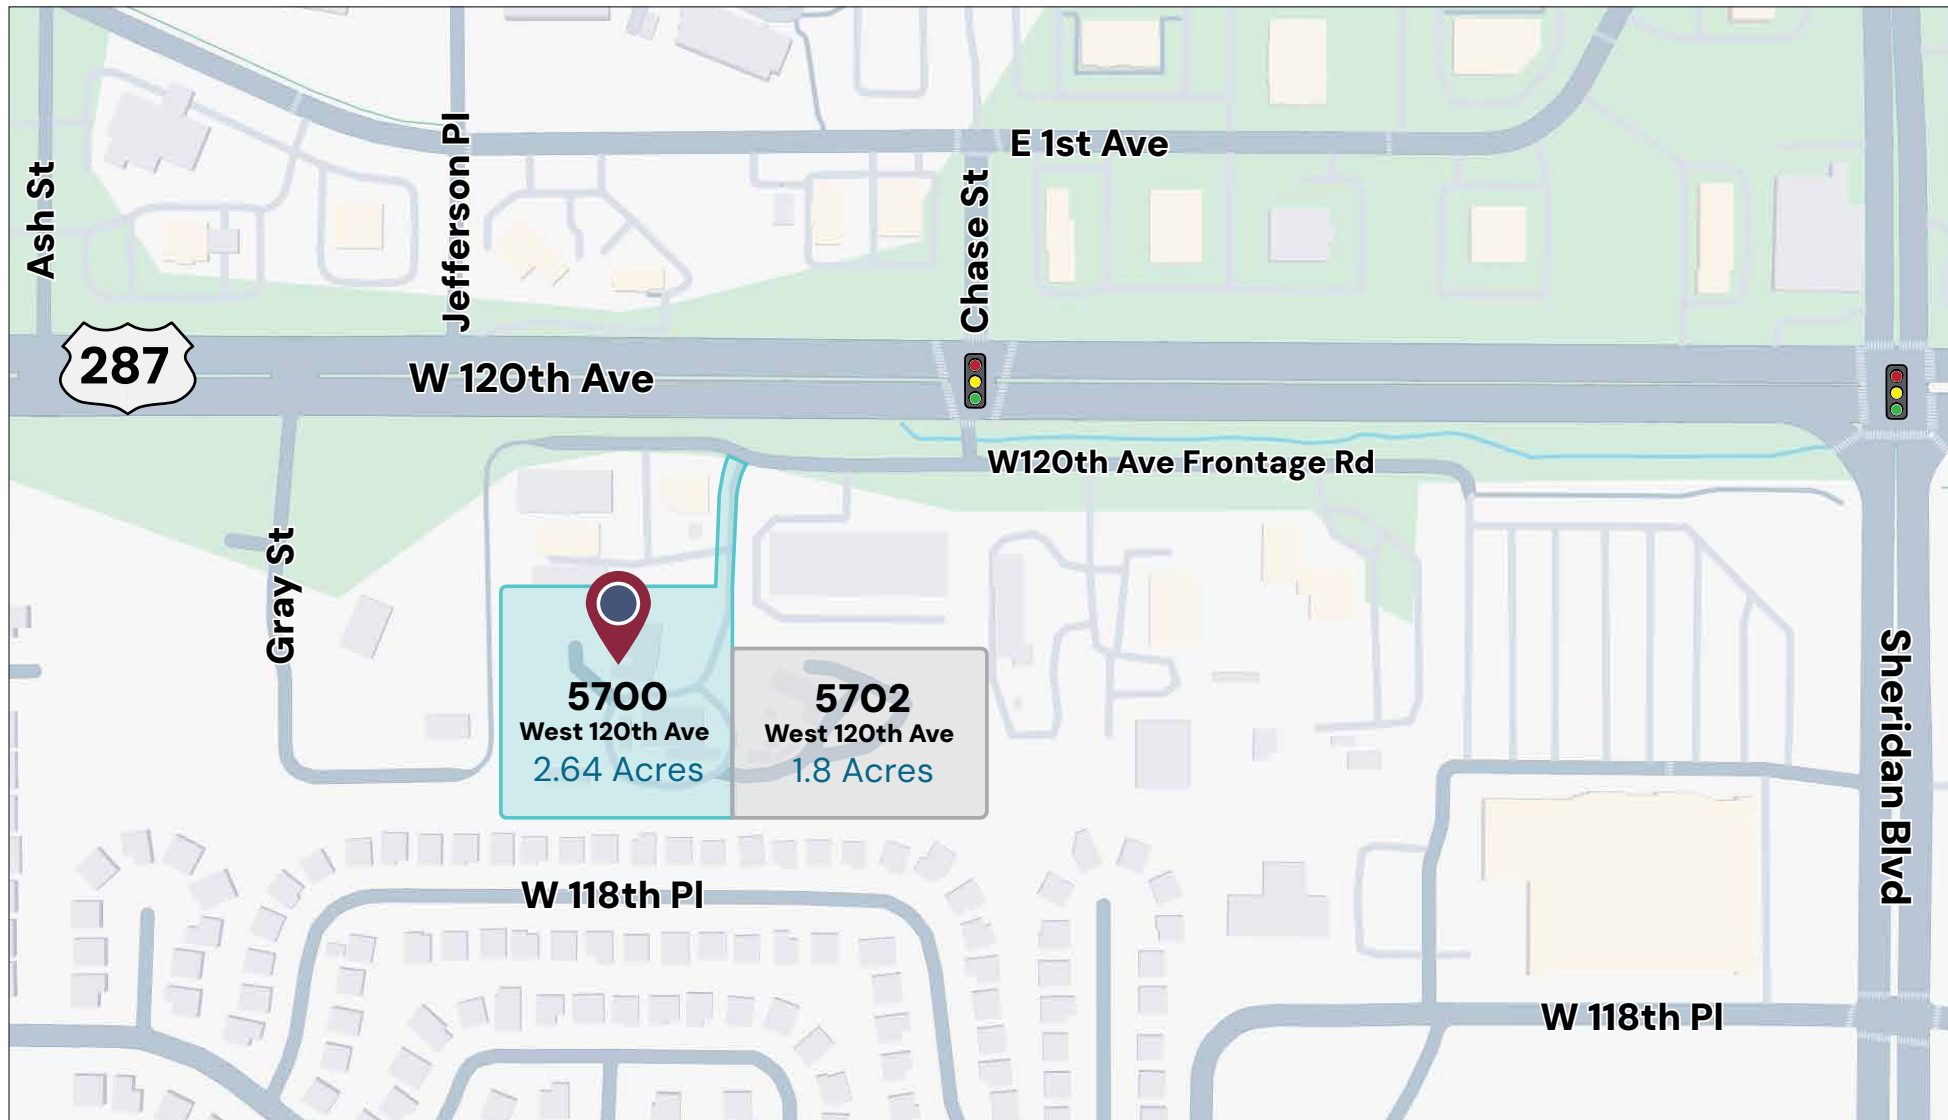 E 1st Ave
Ash St
Jefferson Pl
Chase St
287
W 120th Ave
W120th Ave Frontage Rd
Gray St
5700
West 120th Ave
2.64 Acres
5702
West 120th Ave
1.8 Acres
Sheridan Blvd
W 118th Pl
W 118th Pl